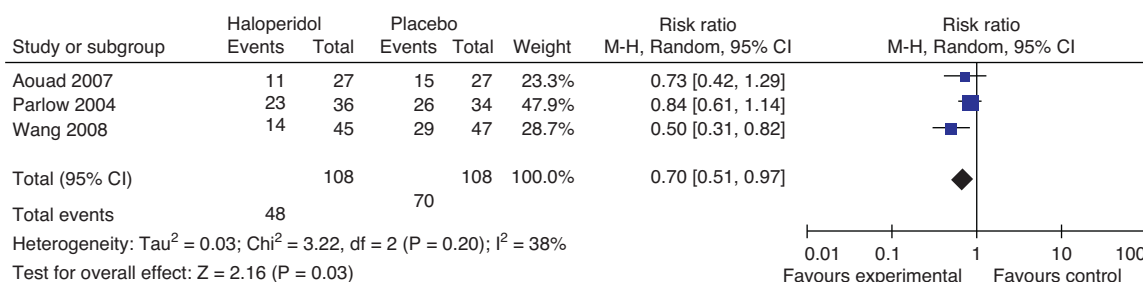 Haloperidol Placebo Risk ratio Risk ratio
Study or subgroup Events Total Events Total Weight M-H, Random, 95% CI M-H, Random, 95% CI
Aouad 2007 11 27 15 27 23.3% 0.73 [0.42, 1.29]
Parlow 2004 23 36 26 34 47.9% 0.84 [0.61, 1.14]
Wang 2008 14 45 29 47 28.7% 0.50 [0.31, 0.82]
Total (95% CI) 108 108 100.0% 0.70 [0.51, 0.97]
Total events 48 70
Heterogeneity: Tau² = 0.03; Chi² = 3.22, df = 2 (P = 0.20); I² = 38%
Test for overall effect: Z = 2.16 (P = 0.03)
0.01 0.1 1 10 100
Favours experimental Favours control